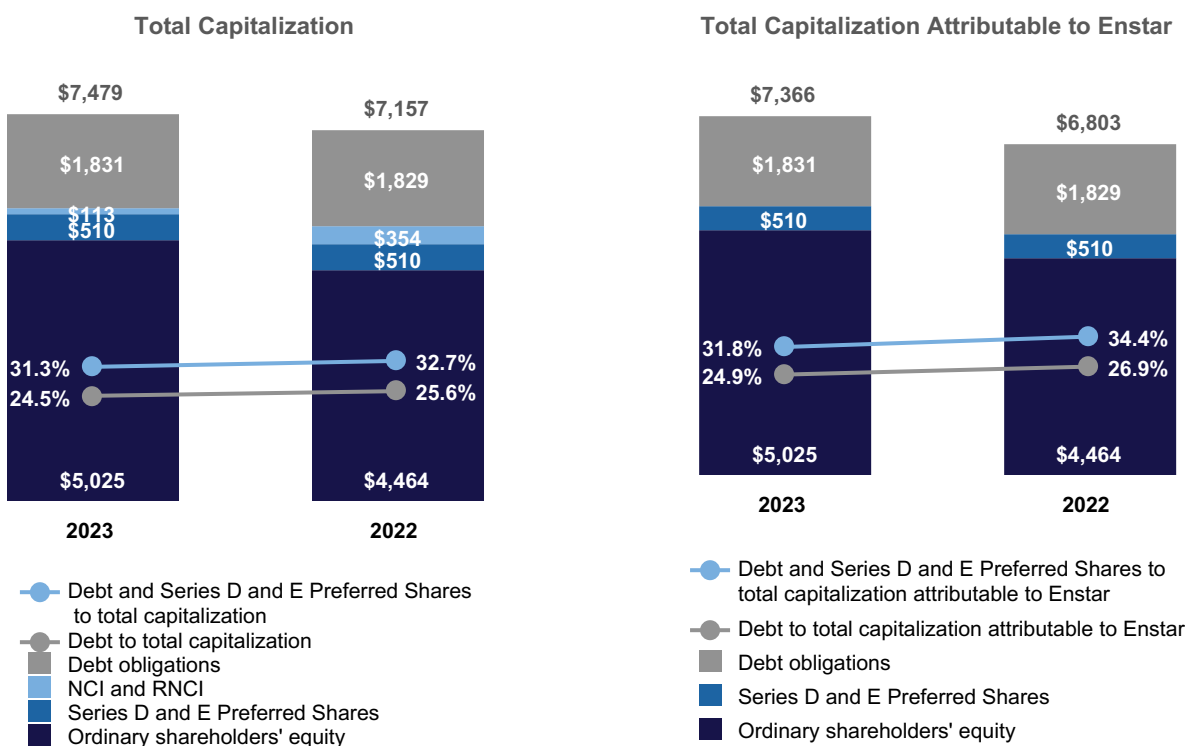 Total Capitalization
$7,479
$7,157
$1,831
$1,829
$113
$510
$354
$510
31.3%
32.7%
24.5%
25.6%
$5,025
$4,464
2023
2022
Debt and Series D and E Preferred Shares
to total capitalization
Debt to total capitalization
Debt obligations
NCI and RNCI
Series D and E Preferred Shares
Ordinary shareholders' equity
Total Capitalization Attributable to Enstar
$7,366
$6,803
$1,831
$1,829
$510
$510
31.8%
34.4%
24.9%
26.9%
$5,025
$4,464
2023
2022
Debt and Series D and E Preferred Shares to
total capitalization attributable to Enstar
Debt to total capitalization attributable to Enstar
Debt obligations
Series D and E Preferred Shares
Ordinary shareholders' equity